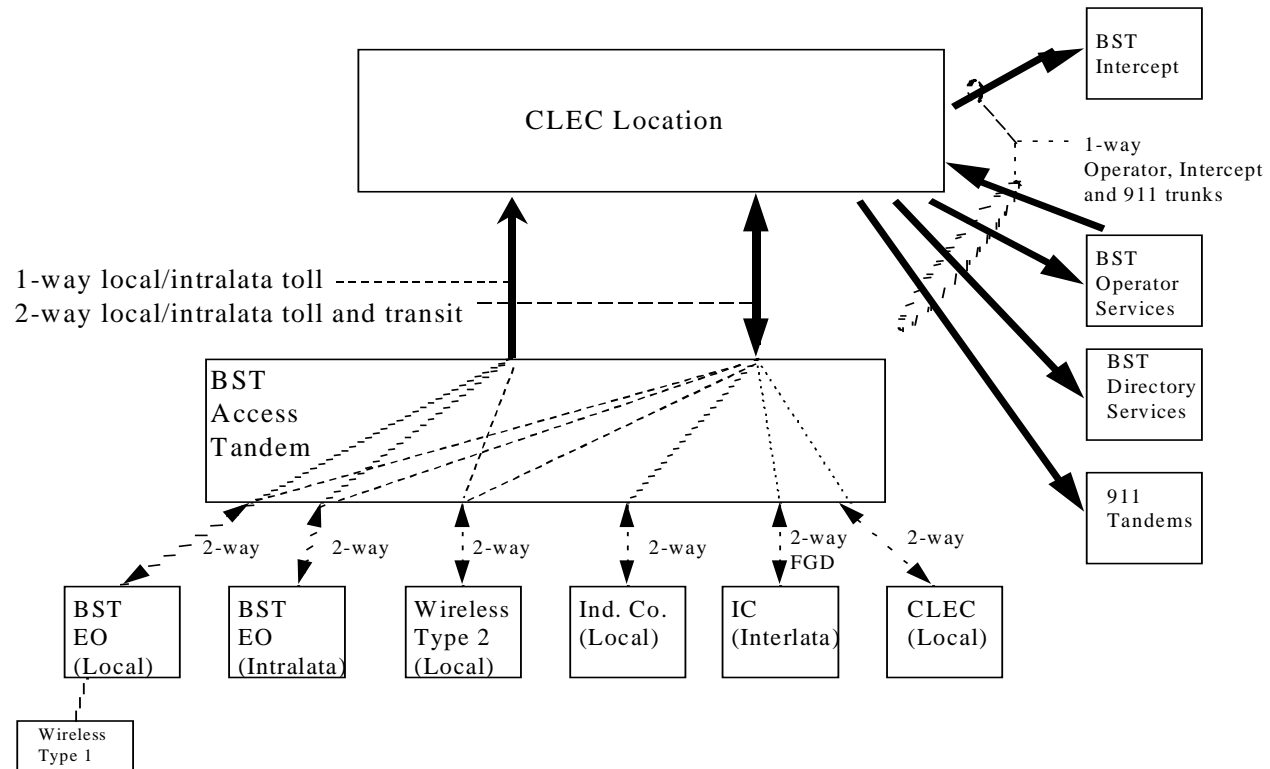 BST
Intercept
CLEC Location
1-way
Operator, Intercept
and 911 trunks
BST
Operator
Services
1-way local/intralata toll
2-way local/intralata toll and transit
BST
Directory
Services
BST
Access
Tandem
911
Tandems
2-way
2-way
2-way
2-way
2-way
FGD
2-way
BST
EO
(Local)
BST
EO
(Intralata)
Wireless
Type 2
(Local)
Ind. Co.
(Local)
IC
(Interlata)
CLEC
(Local)
Wireless
Type 1